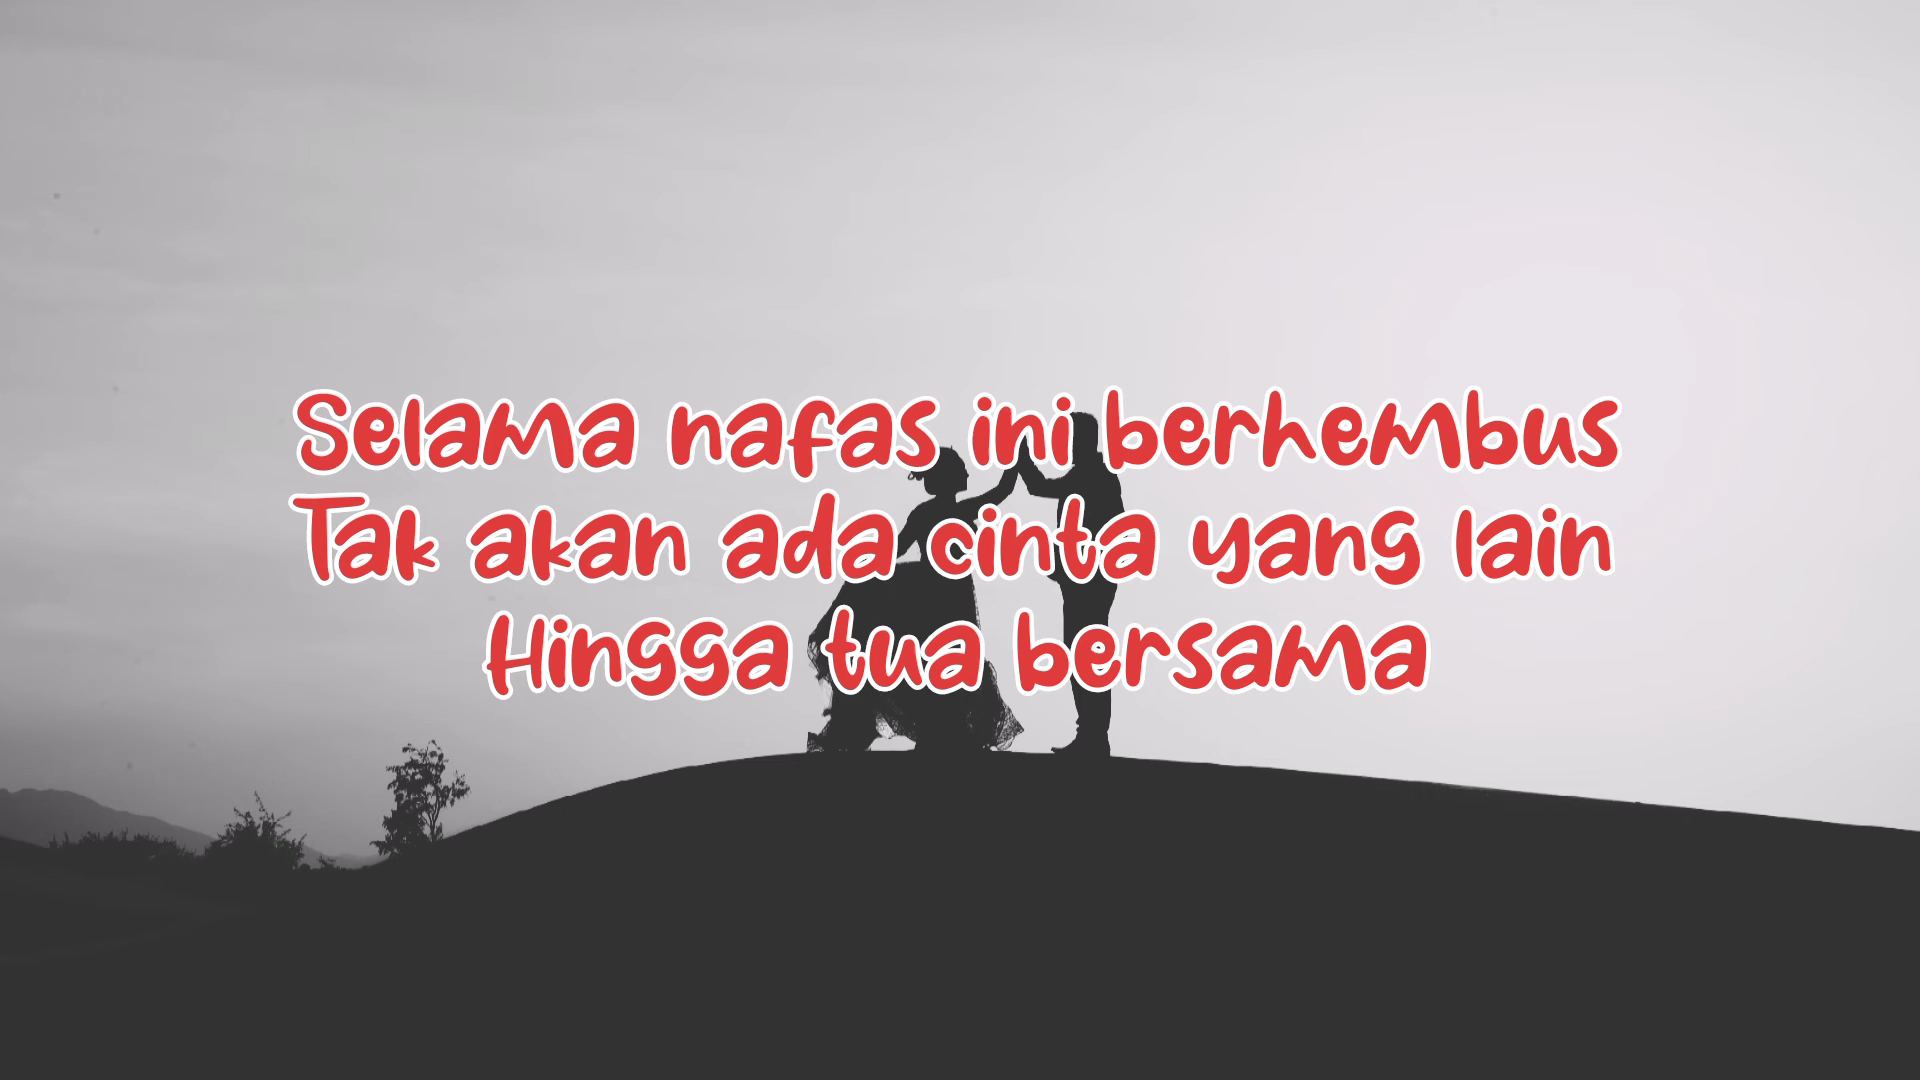 Selama nafas ini berhembus
Tak akan ada cinta yang lain
Hingga tua bersama